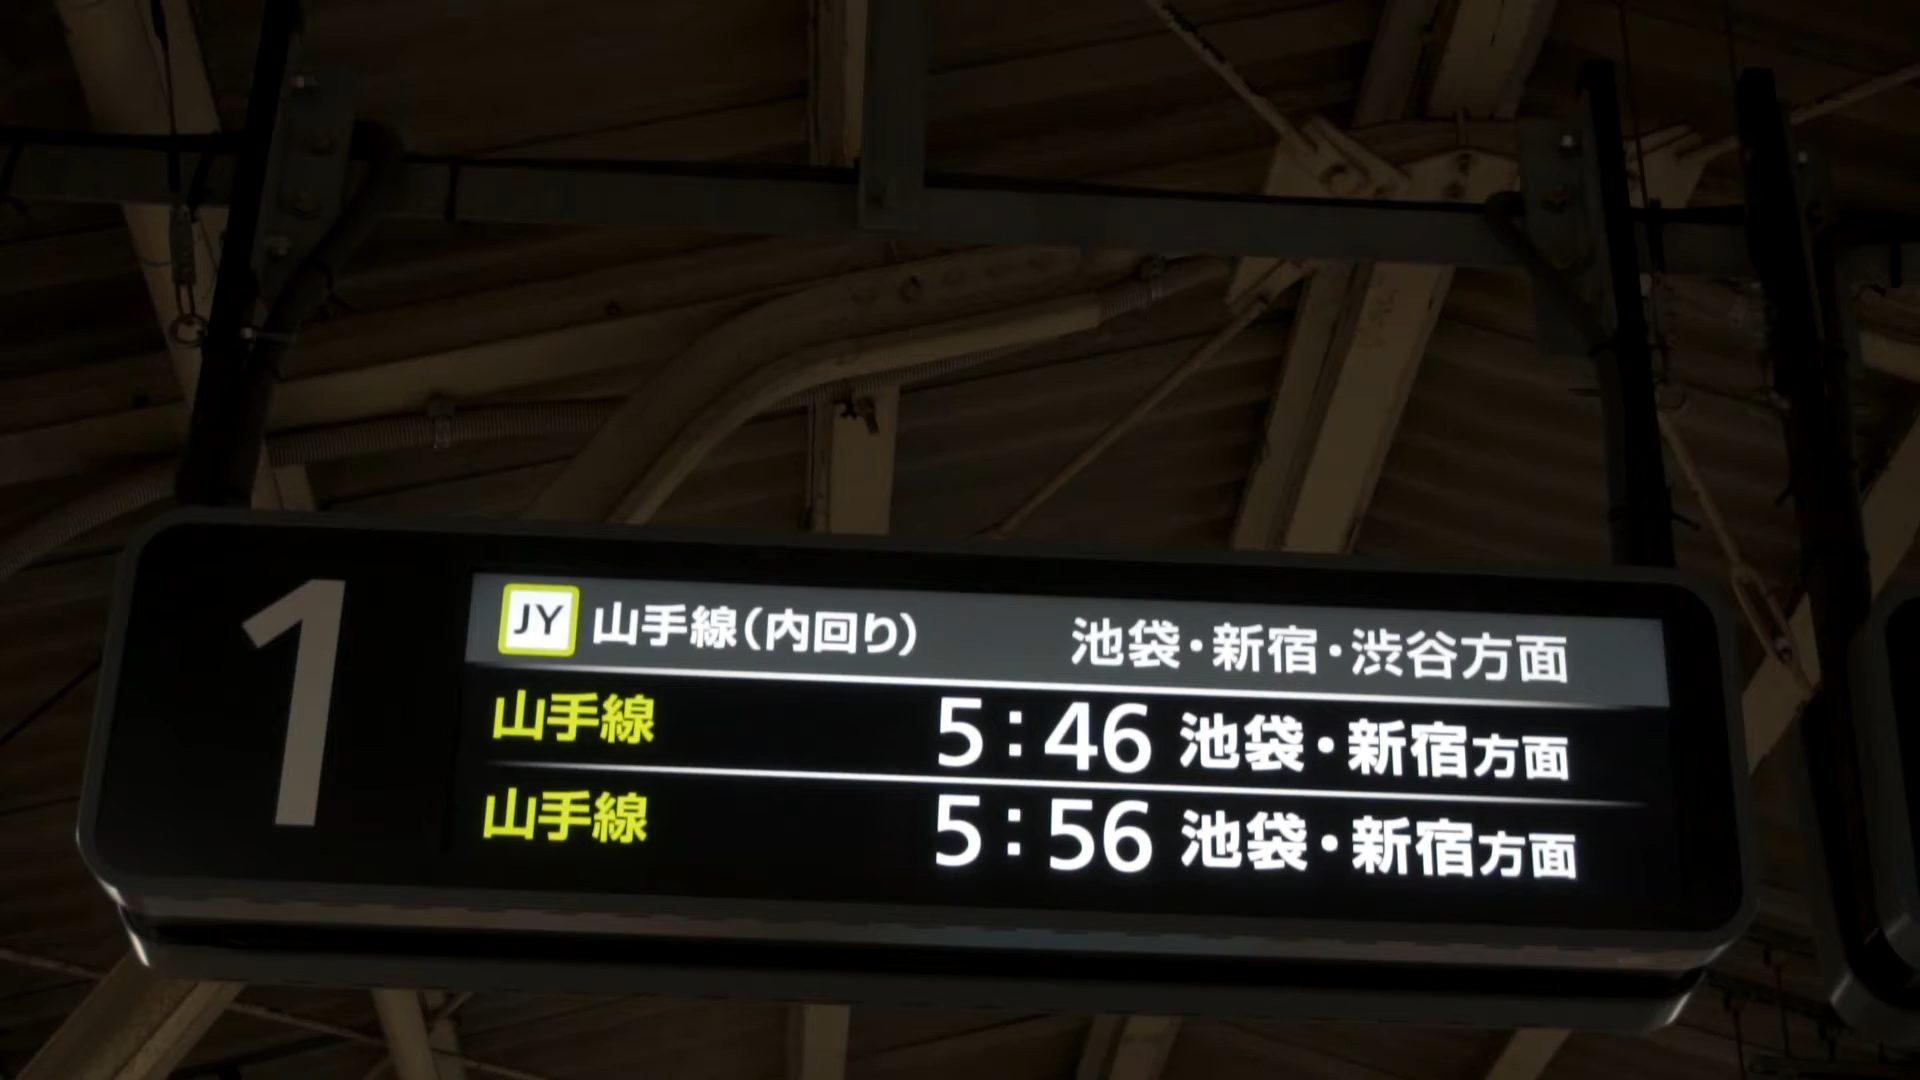 1
JY 山手線(内回り) 池袋・新宿・渋谷方面
山手線 5:46 池袋・新宿方面
山手線 5:56 池袋・新宿方面